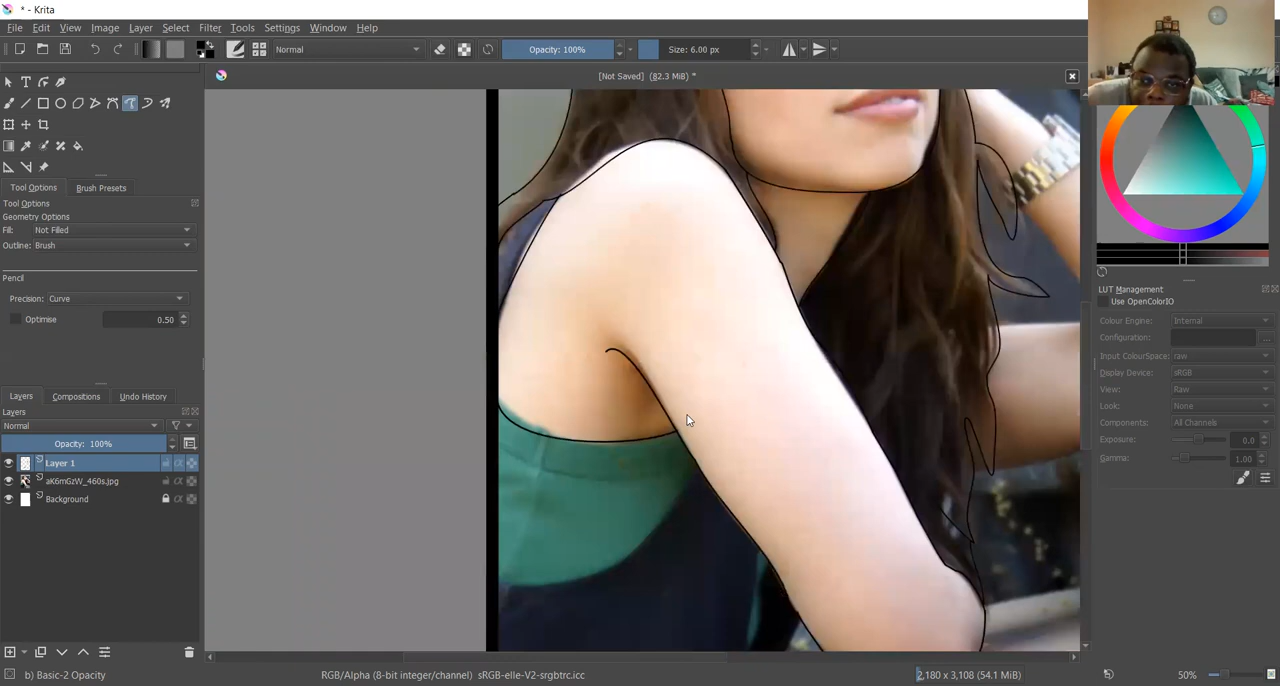 * - Krita
File Edit View Image Layer Select Filter Tools Settings Window Help
Normal Opacity: 100% Size: 6.00 px
[Not Saved] (82.3 MiB) *
Tool Options Brush Presets
Tool Options
Geometry Options
Fill: Not Filled
Outline: Brush
Pencil
Precision: Curve
Optimise 0.50
Layers Compositions Undo History
Layers
Normal
Opacity: 100%
Layer 1
aK6mGzW_460s.jpg
Background
LUT Management
Use OpenColorIO
Colour Engine: Internal
Configuration: ...
Input ColourSpace: raw
Display Device: sRGB
View: Raw
Look: None
Components: All Channels
Exposure: 0.0
Gamma: 1.00
b) Basic-2 Opacity RGB/Alpha (8-bit integer/channel) sRGB-elle-V2-srgbtrc.icc 2,180 x 3,108 (54.1 MiB) 50%